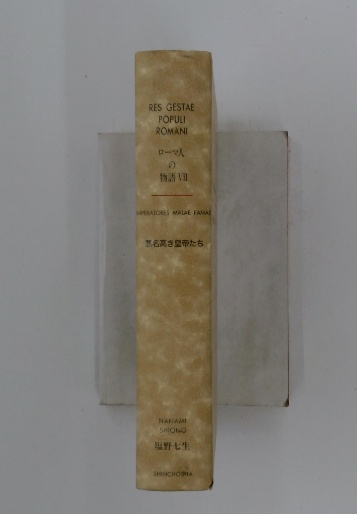 RES GESTAE
POPULI
ROMANI
ローマ人
の
物語 VII
IMPERATORES MALAE FAMAE
悪名高き皇帝たち
NANAMI
SHIONO
塩野七生
SHINCHOSHA